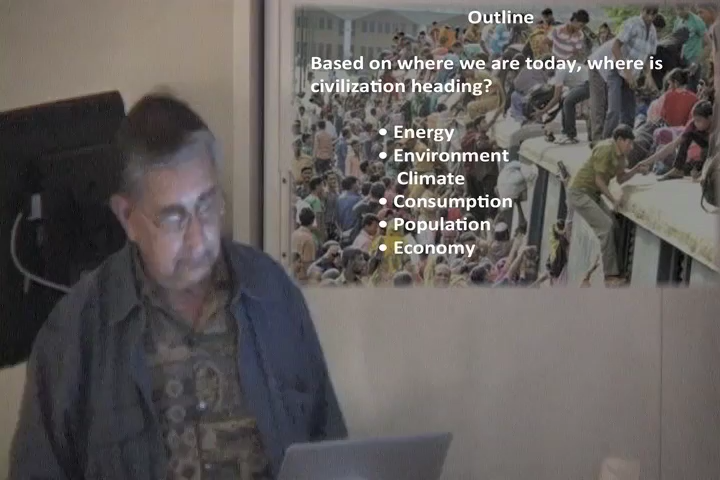 Outline
Based on where we are today, where is
civilization heading?
• Energy
• Environment
Climate
• Consumption
• Population
• Economy